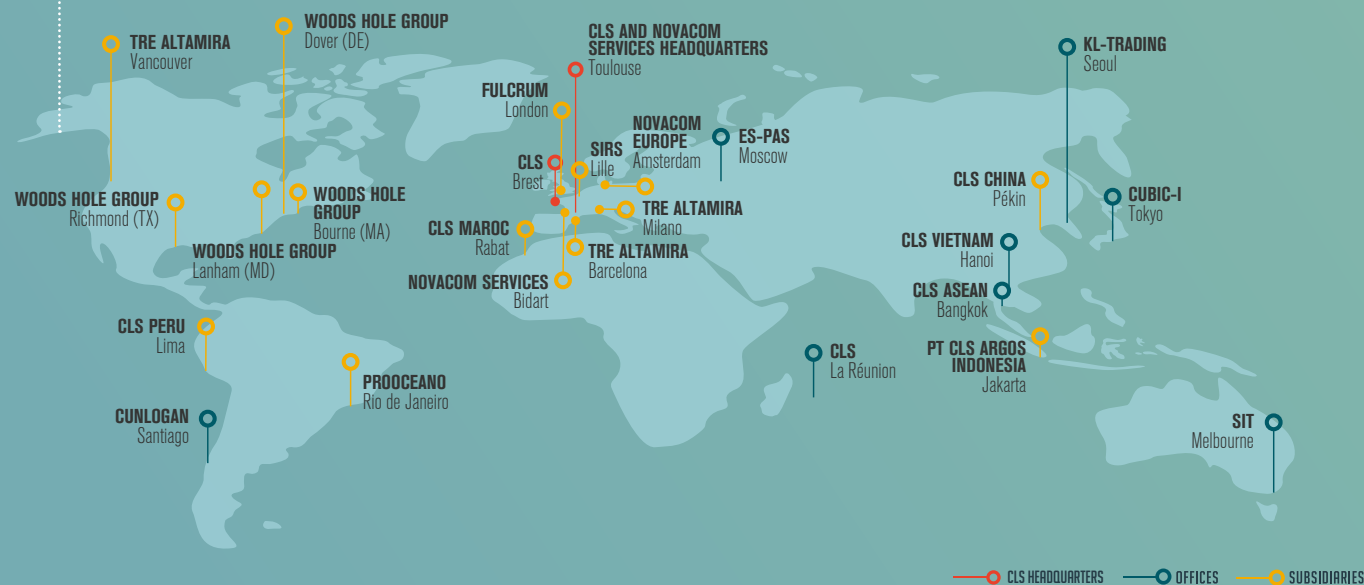 WOODS HOLE GROUP
Dover (DE)
TRE ALTAMIRA
Vancouver
CLS AND NOVACOM
SERVICES HEADQUARTERS
Toulouse
KL-TRADING
Seoul
FULCRUM
London
NOVACOM
EUROPE
Amsterdam
ES-PAS
Moscow
SIRS
Lille
CLS
Brest
WOODS HOLE GROUP
Richmond (TX)
WOODS HOLE
GROUP
Bourne (MA)
WOODS HOLE GROUP
Lanham (MD)
CLS MAROC
Rabat
TRE ALTAMIRA
Milano
TRE ALTAMIRA
Barcelona
NOVACOM SERVICES
Bidart
CLS CHINA
Pékin
CUBIC-I
Tokyo
CLS VIETNAM
Hanoi
CLS ASEAN
Bangkok
CLS PERU
Lima
PROOCEANO
Rio de Janeiro
CLS
La Réunion
PT CLS ARGOS
INDONESIA
Jakarta
CUNLOGAN
Santiago
SIT
Melbourne
CLS HEADQUARTERS
OFFICES
SUBSIDIARIES